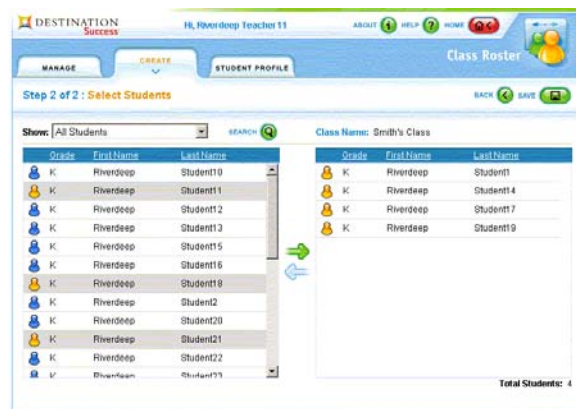 DESTINATION Success Hi, Riverdeep Teacher11 ABOUT HELP ? HOME
MANAGE CREATE STUDENT PROFILE Class Roster
Step 2 of 2 : Select Students BACK SAVE
Show: All Students SEARCH Class Name: Smith's Class
Grade First Name Last Name Grade First Name Last Name
K Riverdeep Student10 K Riverdeep Student1
K Riverdeep Student11 K Riverdeep Student14
K Riverdeep Student12 K Riverdeep Student17
K Riverdeep Student13 K Riverdeep Student19
K Riverdeep Student15
K Riverdeep Student16
K Riverdeep Student18
K Riverdeep Student2
K Riverdeep Student20
K Riverdeep Student21
K Riverdeep Student22
K Riverdeep Student23
Total Students: 4